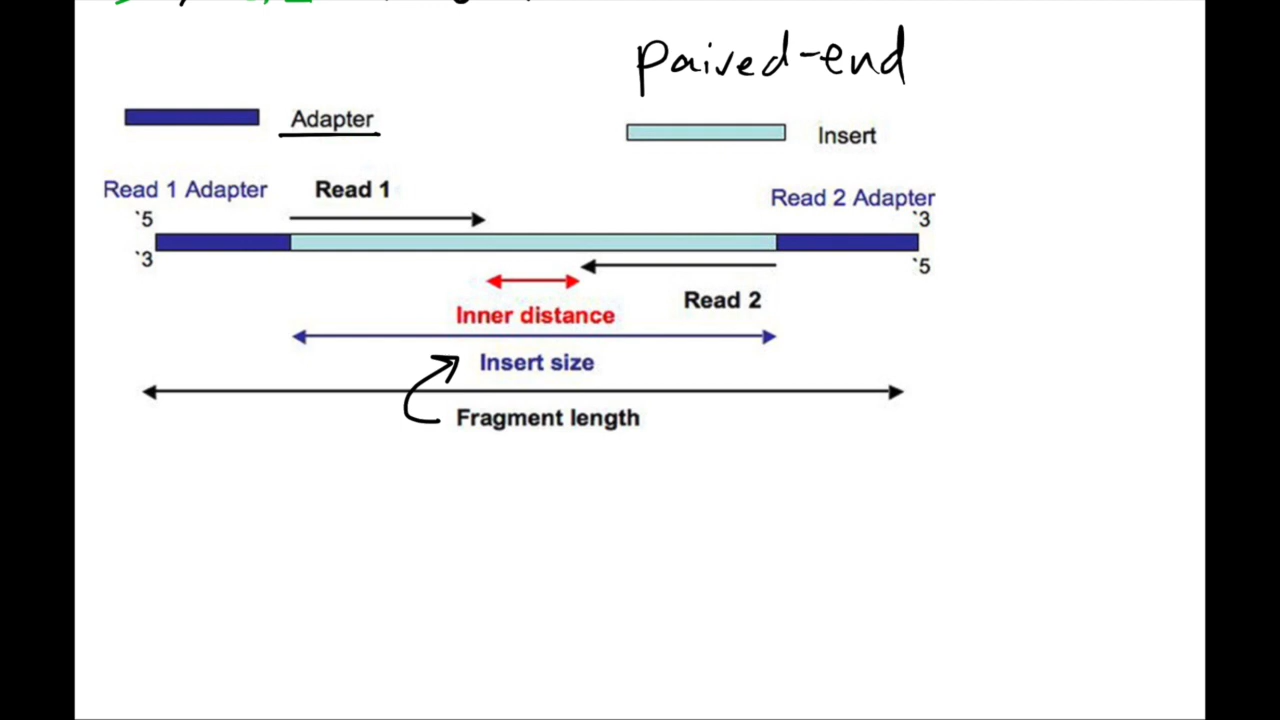 paired-end
Adapter
Insert
Read 1 Adapter
Read 1
Read 2 Adapter
`5
`3
`3
`5
Read 2
Inner distance
Insert size
Fragment length